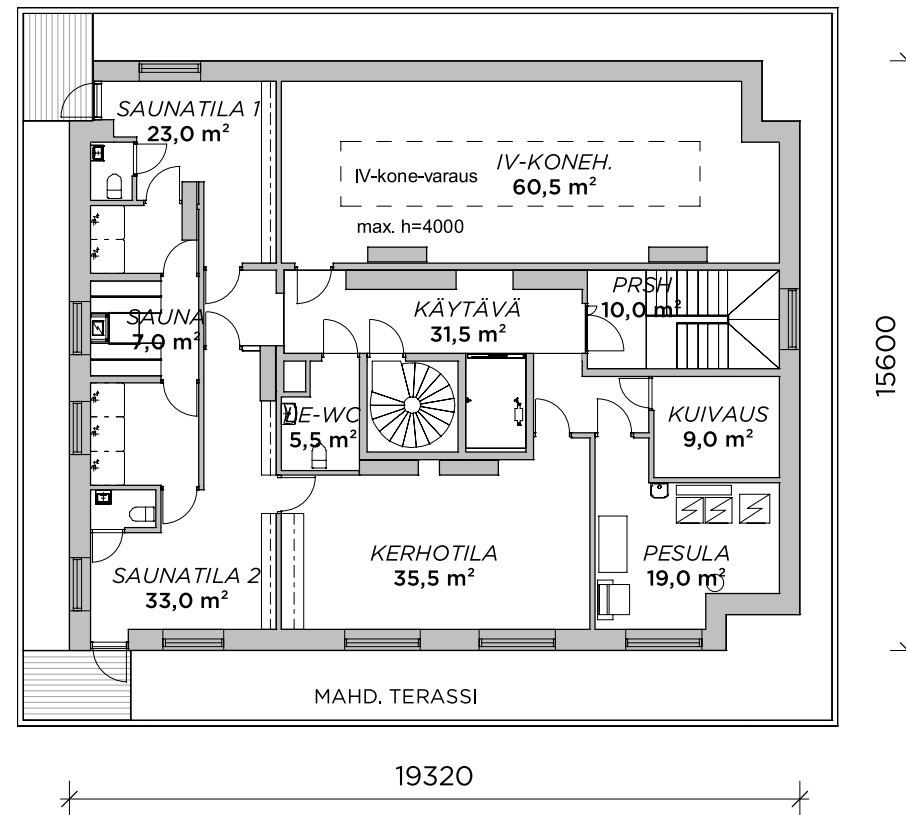 SAUNATILA 1
23,0 m²
IV-kone-varaus
IV-KONEH.
60,5 m²
max. h=4000
PRSH
10,0 m²
KÄYTÄVÄ
31,5 m²
SAUNA
7,0 m²
15600
LE-WC
5,5 m²
KUIVAUS
9,0 m²
KERHOTILA
35,5 m²
PESULA
19,0 m²
SAUNATILA 2
33,0 m²
MAHD. TERASSI
19320